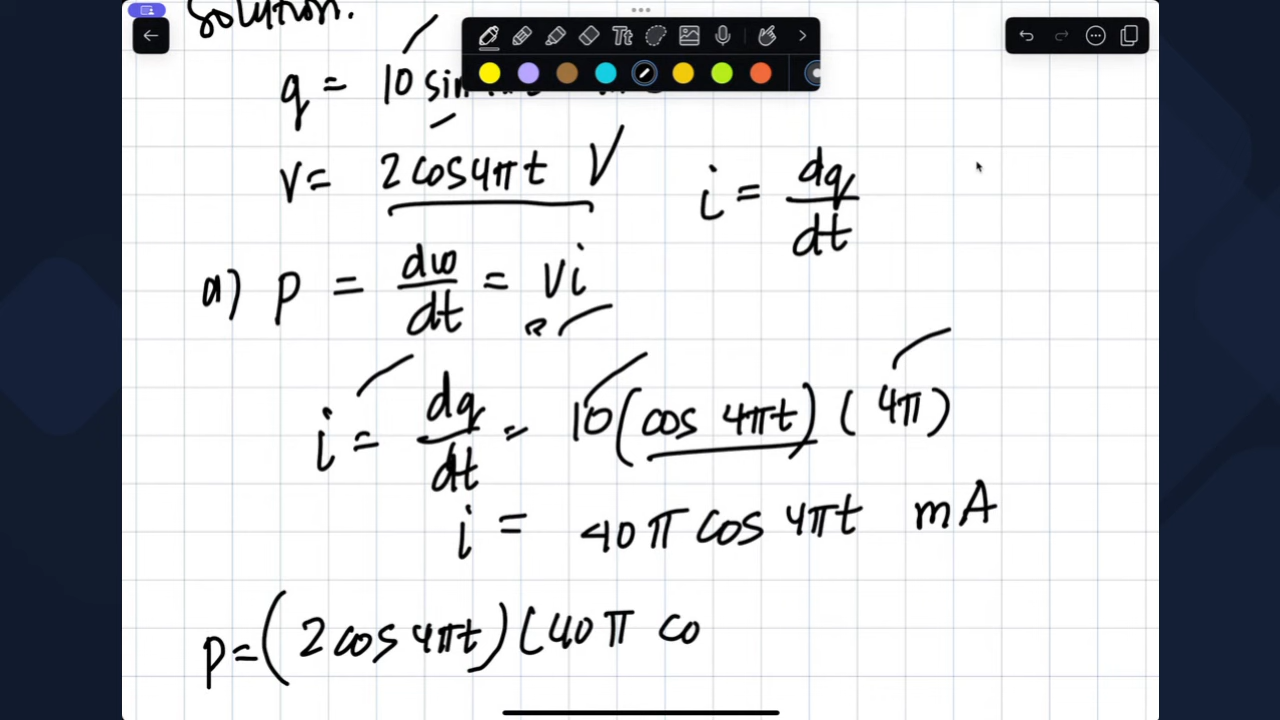 Solution.
q = 10 sin
v = 2 cos 4πt V
i = dq/dt
a) p = dw/dt = vi
i = dq/dt = 10 (cos 4πt) (4π)
i = 40π cos 4πt mA
p = (2 cos 4πt) (40π co